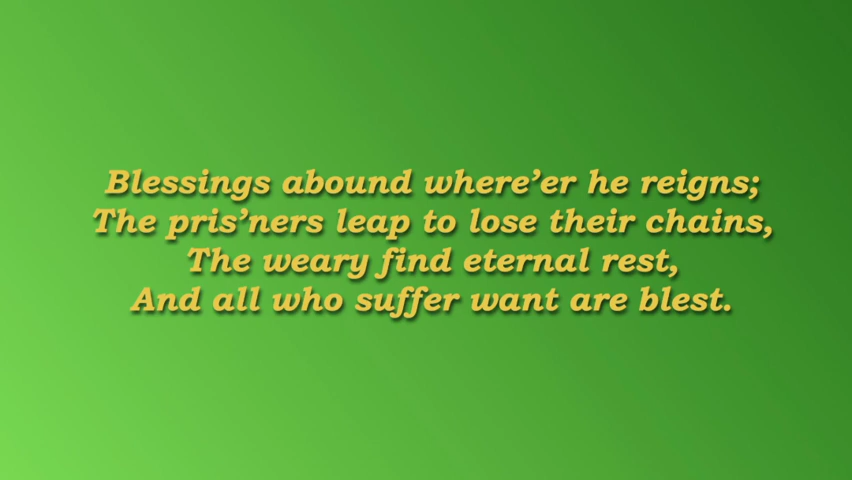 Blessings abound where’er he reigns;
The pris’ners leap to lose their chains,
The weary find eternal rest,
And all who suffer want are blest.